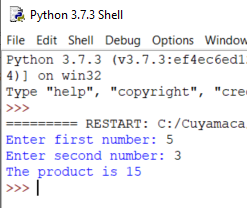 Python 3.7.3 Shell
File Edit Shell Debug Options Window
Python 3.7.3 (v3.7.3:ef4ec6ed1
4)] on win32
Type "help", "copyright", "cre
>>>
========= RESTART: C:/Cuyamaca
Enter first number: 5
Enter second number: 3
The product is 15
>>>